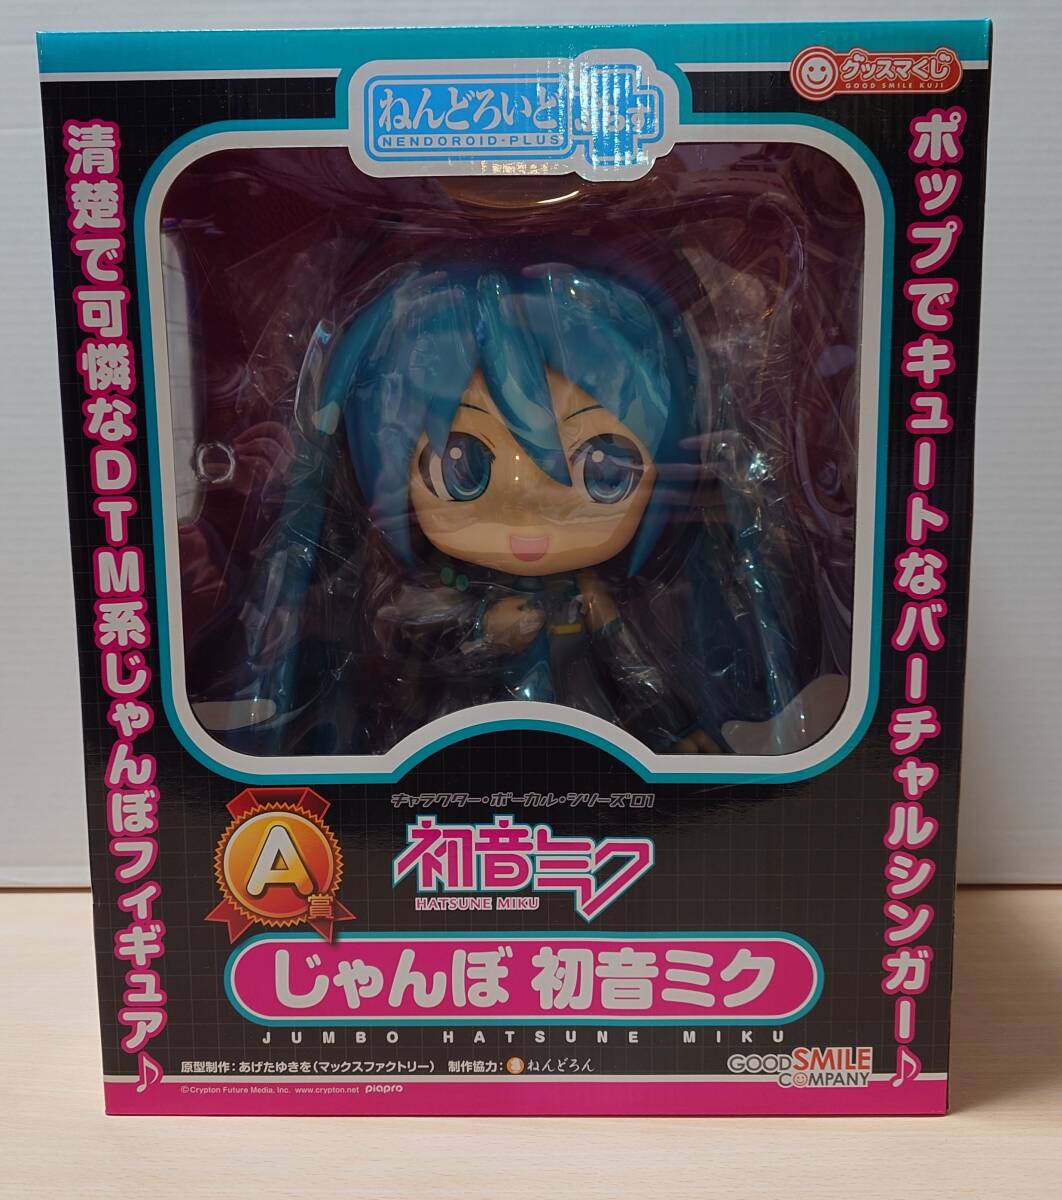 ねんどろいど ぷらす
NENDOROID・PLUS
グッスマくじ
GOOD SMILE KUJI
ポップでキュートなバーチャルシンガー♪
清楚で可憐なDTM系じゃんぼフィギュア♪
キャラクター・ボーカル・シリーズ01
初音ミク
HATSUNE MIKU
A賞
じゃんぼ 初音ミク
JUMBO HATSUNE MIKU
原型制作：あげたゆきを（マックスファクトリー） 制作協力：ねんどろん
©Crypton Future Media, Inc. www.crypton.net piapro
GOOD SMILE
COMPANY